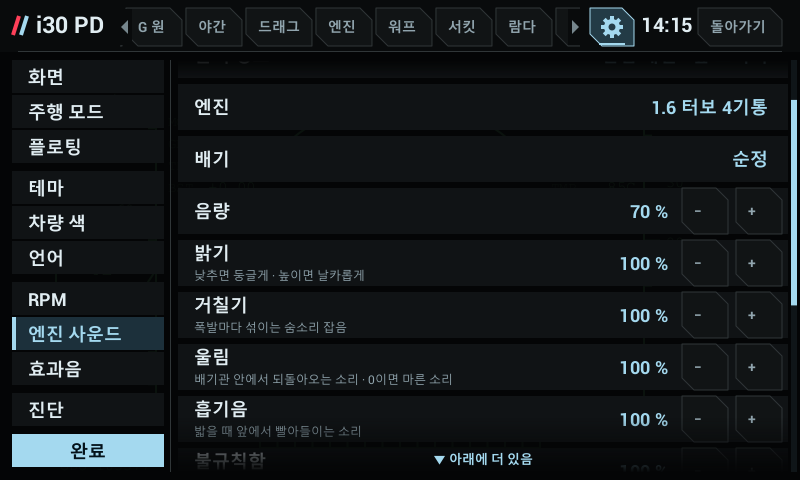 i30 PD
G 원
야간
드래그
엔진
워프
서킷
람다
14:15
돌아가기
화면
주행 모드
플로팅
테마
차량 색
언어
RPM
엔진 사운드
효과음
진단
완료
엔진
1.6 터보 4기통
배기
순정
음량
70 %
-
+
밝기
낮추면 둥글게 · 높이면 날카롭게
100 %
-
+
거칠기
폭발마다 섞이는 숨소리 잡음
100 %
-
+
울림
배기관 안에서 되돌아오는 소리 · 0이면 마른 소리
100 %
-
+
흡기음
밟을 때 앞에서 빨아들이는 소리
100 %
-
+
불규칙함
100 %
▼ 아래에 더 있음